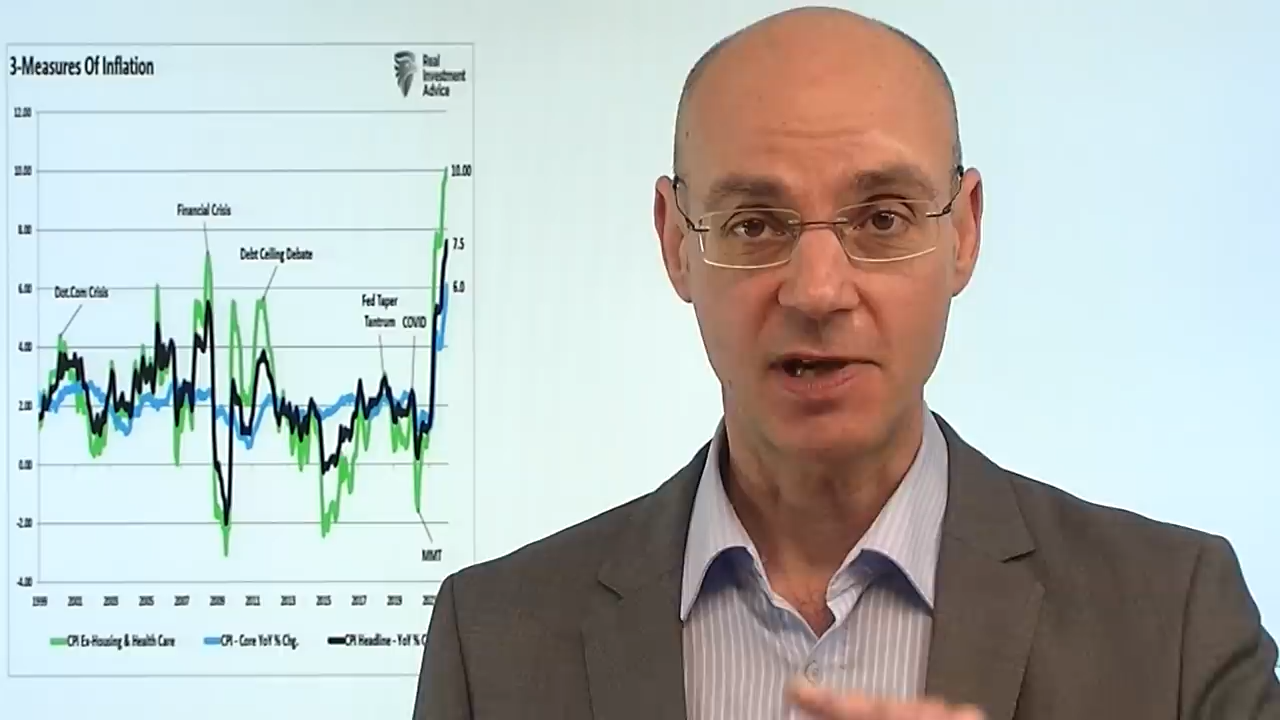 3-Measures Of Inflation
Real
Investment
Advice
12.00
10.00
10.00
Financial Crisis
8.00
7.5
Debt Ceiling Debate
6.00
6.0
Dot.Com Crisis
Fed Taper
Tantrum
COVID
4.00
2.00
0.00
-2.00
MMT
-4.00
1999 2001 2003 2005 2007 2009 2011 2013 2015 2017 2019
CPI Ex-Housing & Health Care
CPI - Core YoY % Chg.
CPI Headline - YoY %